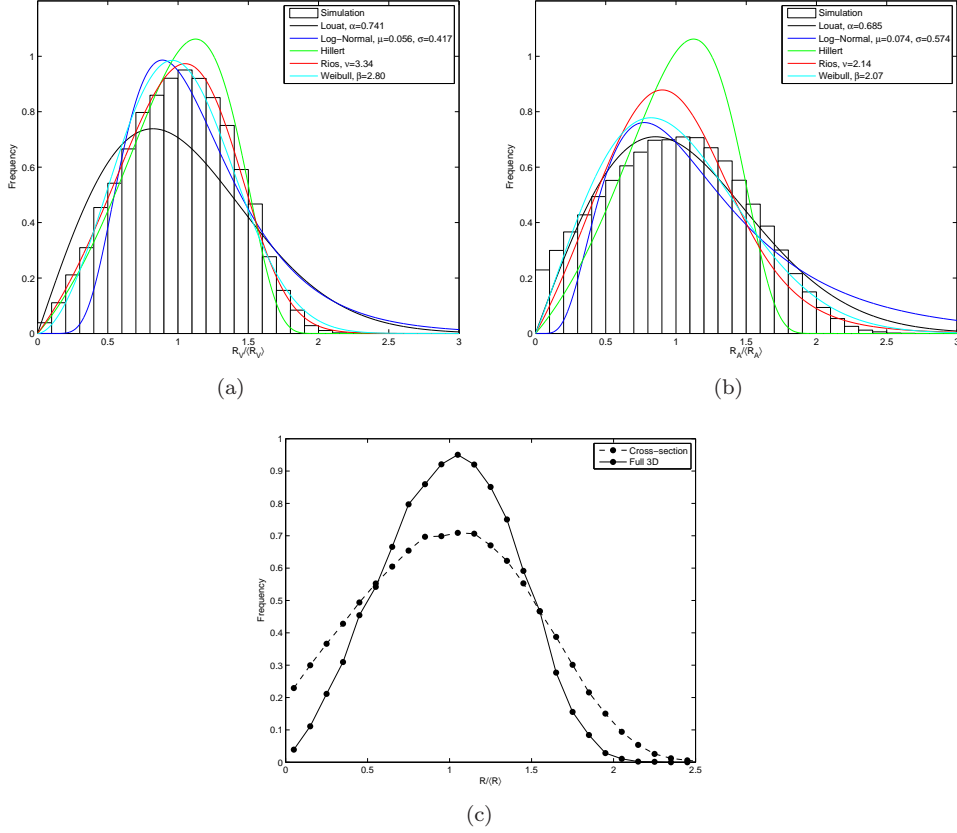 Simulation
Louat, α=0.741
Log−Normal, μ=0.056, σ=0.417
Hillert
Rios, ν=3.34
Weibull, β=2.80
1
0.8
0.6
0.4
0.2
0
Frequency
0 0.5 1 1.5 2 2.5 3
R_V/⟨R_V⟩
(a)
Simulation
Louat, α=0.685
Log−Normal, μ=0.074, σ=0.574
Hillert
Rios, ν=2.14
Weibull, β=2.07
1
0.8
0.6
0.4
0.2
0
Frequency
0 0.5 1 1.5 2 2.5 3
R_A/⟨R_A⟩
(b)
Cross−section
Full 3D
1
0.9
0.8
0.7
0.6
0.5
0.4
0.3
0.2
0.1
0
Frequency
0 0.5 1 1.5 2 2.5
R/⟨R⟩
(c)